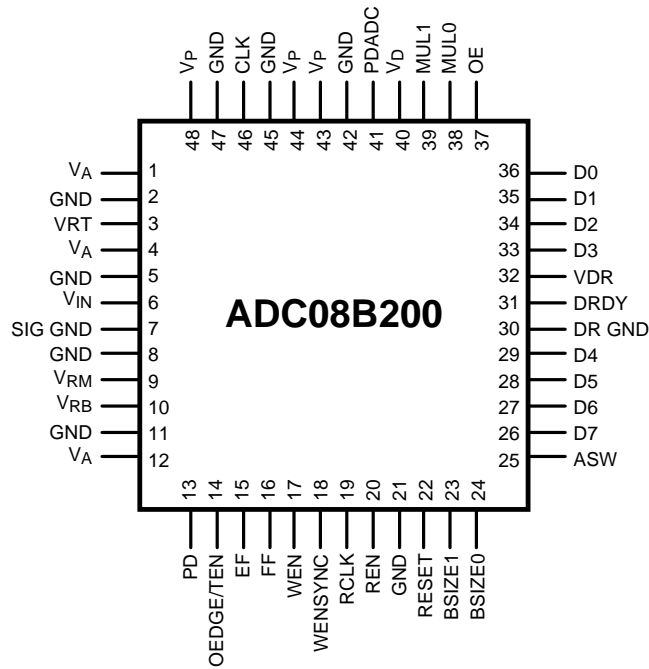 VP GND CLK GND VP VP GND PDADC VD MUL1 MUL0 OE
48 47 46 45 44 43 42 41 40 39 38 37
VA 1 36 D0
GND 2 35 D1
VRT 3 34 D2
VA 4 33 D3
GND 5 32 VDR
VIN 6 31 DRDY
SIG GND 7 30 DR GND
GND 8 29 D4
VRM 9 28 D5
VRB 10 27 D6
GND 11 26 D7
VA 12 25 ASW
ADC08B200
13 14 15 16 17 18 19 20 21 22 23 24
PD OEDGE/TEN EF FF WEN WENSYNC RCLK REN GND RESET BSIZE1 BSIZE0